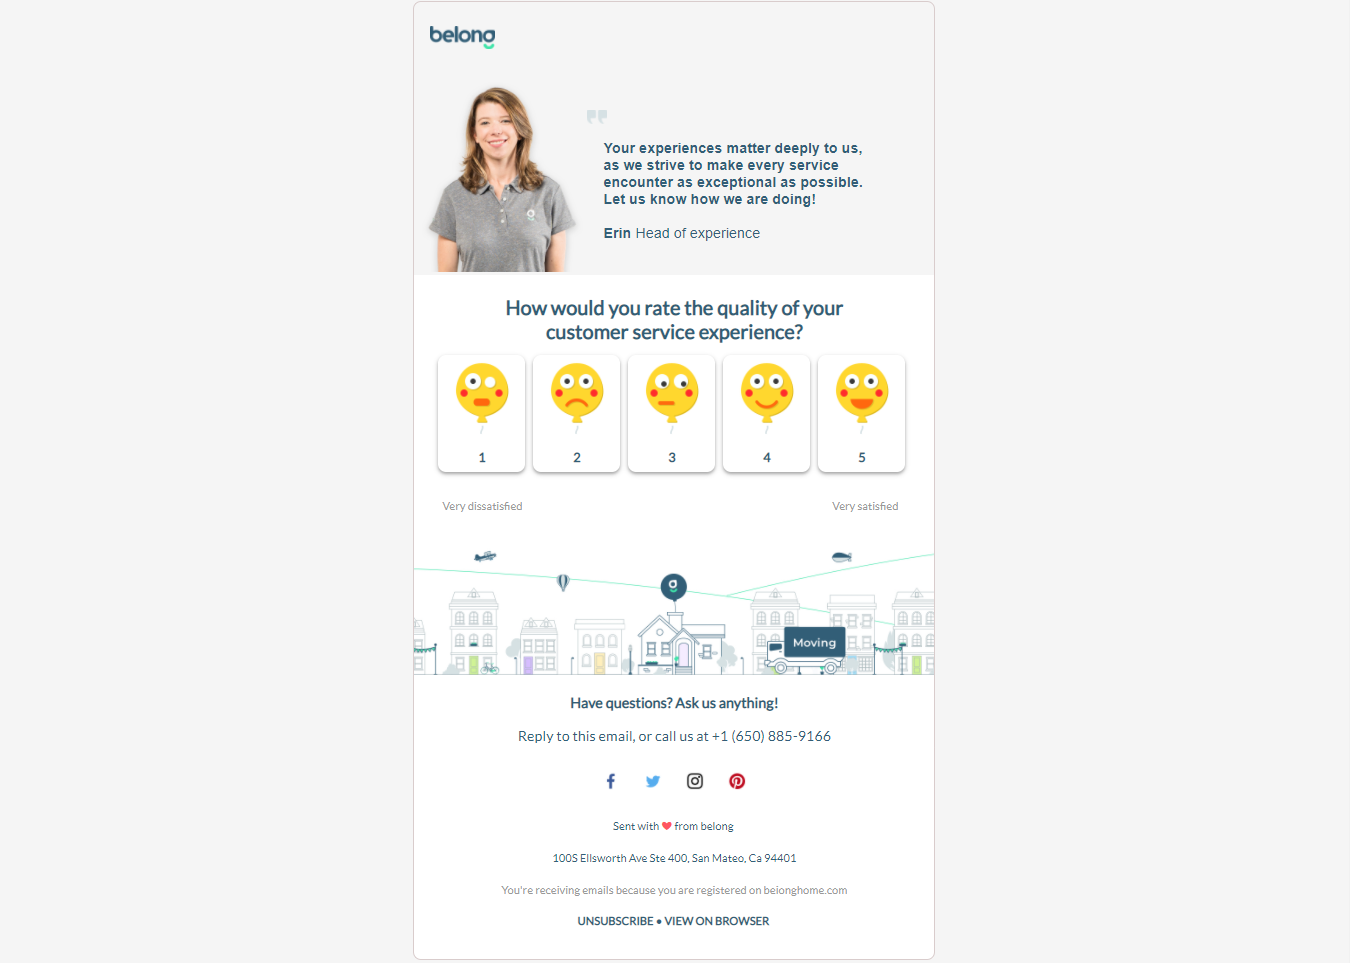 belong
Your experiences matter deeply to us,
as we strive to make every service
encounter as exceptional as possible.
Let us know how we are doing!
Erin Head of experience
How would you rate the quality of your
customer service experience?
1 2 3 4 5
Very dissatisfied Very satisfied
Moving
Have questions? Ask us anything!
Reply to this email, or call us at +1 (650) 885-9166
Sent with ❤ from belong
100S Ellsworth Ave Ste 400, San Mateo, Ca 94401
You're receiving emails because you are registered on beionghome.com
UNSUBSCRIBE • VIEW ON BROWSER